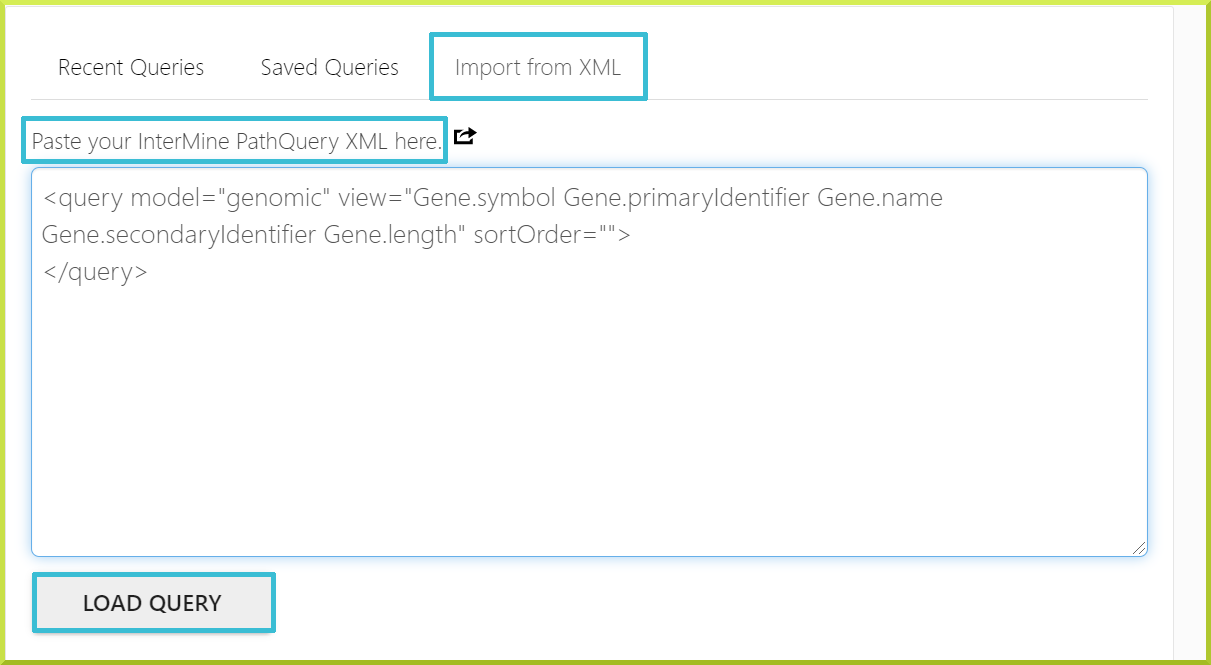 Recent Queries Saved Queries Import from XML
Paste your InterMine PathQuery XML here.
<query model="genomic" view="Gene.symbol Gene.primaryIdentifier Gene.name
Gene.secondaryIdentifier Gene.length" sortOrder="">
</query>
LOAD QUERY